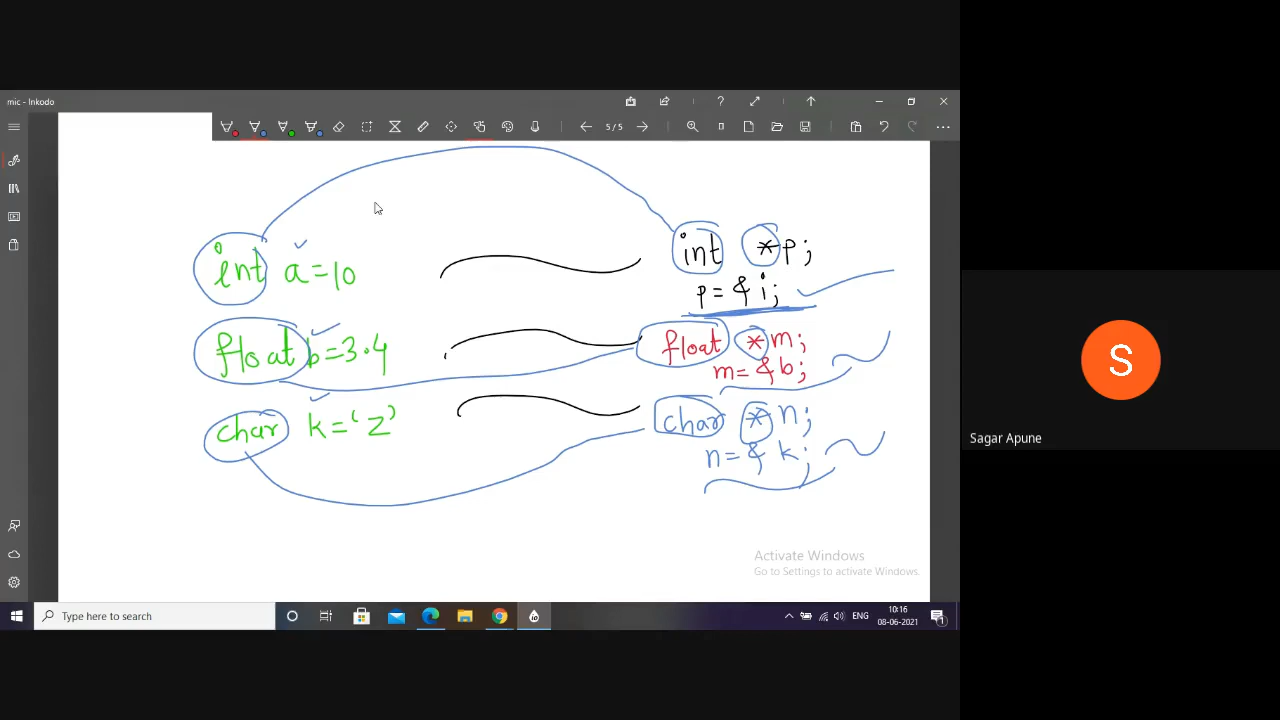 mic - Inkodo
5/5
int a=10
int *p;
p = & i;
float b=3.4
float * m;
m = & b;
char k = 'Z'
char * n;
n = & k;
S
Sagar Apune
Activate Windows
Go to Settings to activate Windows.
Type here to search
ENG
10:16
08-06-2021
1